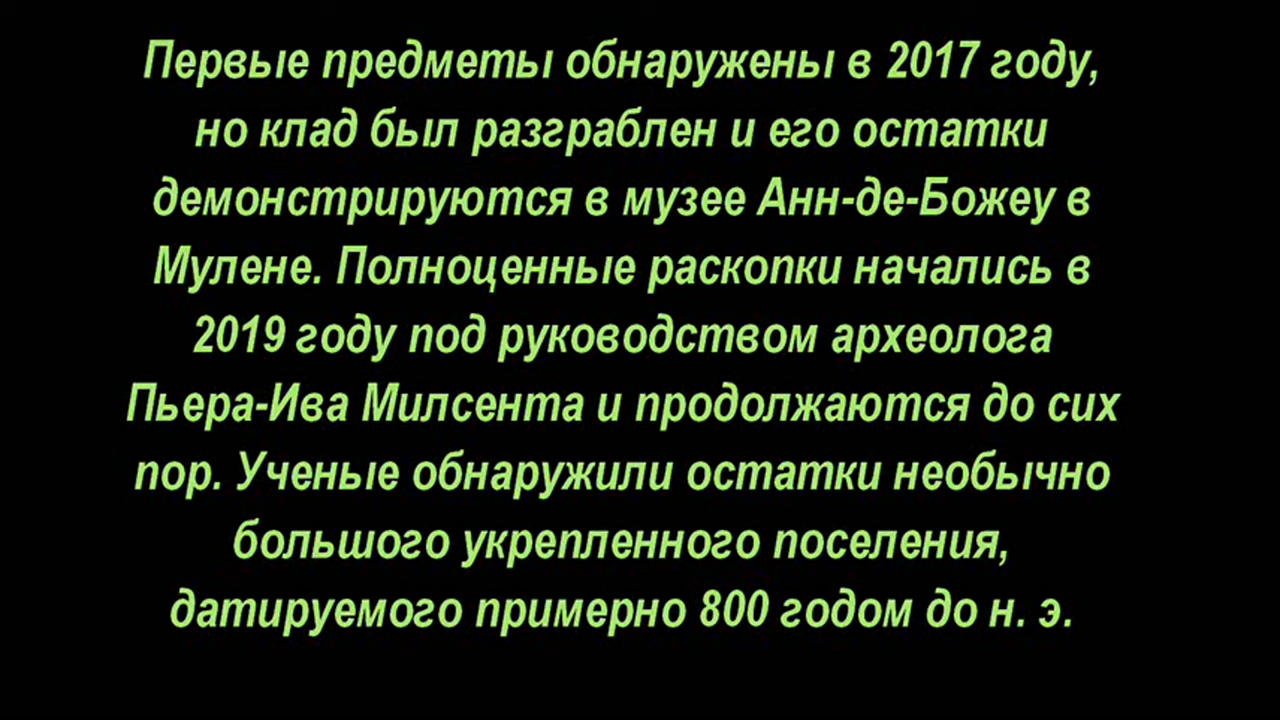 Первые предметы обнаружены в 2017 году,
но клад был разграблен и его остатки
демонстрируются в музее Анн-де-Божеу в
Мулене. Полноценные раскопки начались в
2019 году под руководством археолога
Пьера-Ива Милсента и продолжаются до сих
пор. Ученые обнаружили остатки необычно
большого укрепленного поселения,
датируемого примерно 800 годом до н. э.